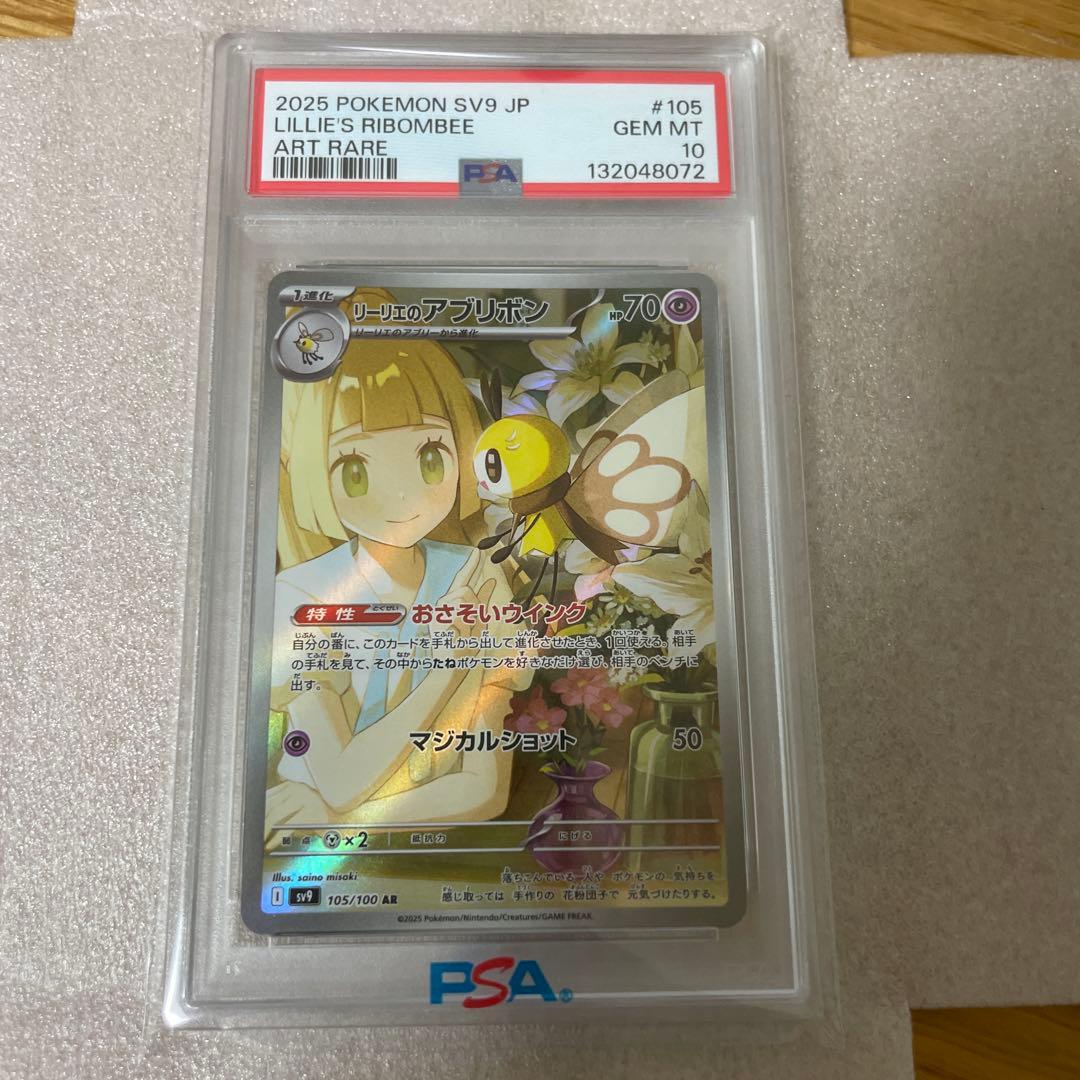 2025 POKEMON SV9 JP #105
LILLIE'S RIBOMBEE GEM MT
ART RARE 10
PSA 132048072
1進化
リーリエのアブリボン HP70
リーリエのアブリーから進化
特性 とくせい おさそいウインク
自分の番に、このカードを手札から出して進化させたとき、1回使える。相手
の手札を見て、その中からたねポケモンを好きなだけ選び、相手のベンチに
出す。
マジカルショット 50
弱点 ×2 抵抗力 にげる
Illus. saino misaki
落ちこんでいる 人や ポケモンの 気持ちを
感じ取っては 手作りの 花粉団子で 元気づけたりする。
I sv9 105/100 AR
©2025 Pokémon/Nintendo/Creatures/GAME FREAK.
PSA®